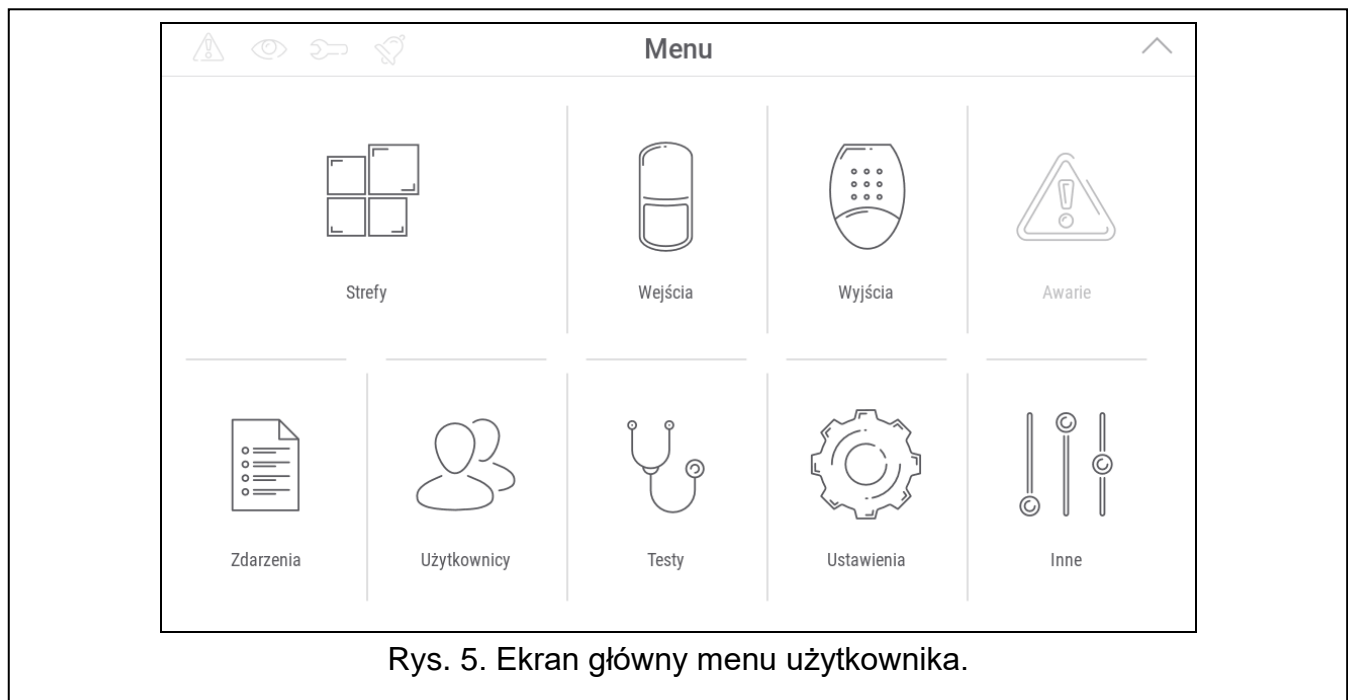 Menu
Strefy
Wejścia
Wyjścia
Awarie
Zdarzenia
Użytkownicy
Testy
Ustawienia
Inne
Rys. 5. Ekran główny menu użytkownika.